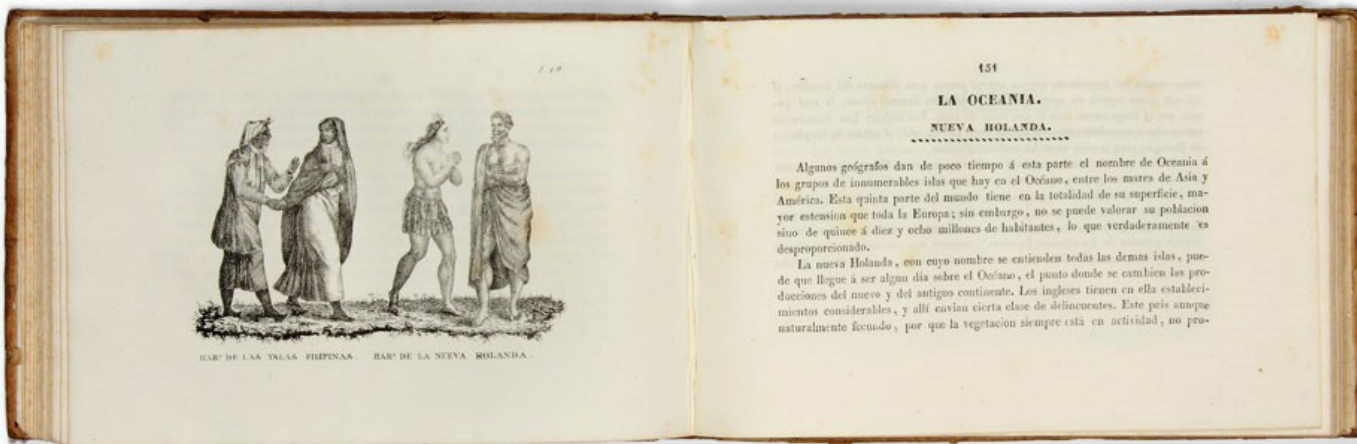 HAB.ˢ DE LAS YSLAS FILIPINAS. HAB.ˢ DE LA NUEVA HOLANDA.
151
LA OCEANIA.
NUEVA HOLANDA.
Algunos geógrafos dan de poco tiempo á esta parte el nombre de Oceania á
los grupos de innumerables islas que hay en el Océano, entre los mares de Asia y
América. Esta quinta parte del mundo tiene en la totalidad de su superficie, ma-
yor estension que toda la Europa; sin embargo, no se puede valorar su poblacion
sino de quince á diez y ocho millones de habitantes, lo que verdaderamente es
desproporcionado.
La nueva Holanda, con cuyo nombre se entienden todas las demas islas, pue-
de que llegue á ser algun dia sobre el Océano, el punto donde se cambien las pro-
ducciones del nuevo y del antiguo continente. Los ingleses tienen en ella estableci-
mientos considerables, y allí envian cierta clase de delincuentes. Este pais aunque
naturalmente fecundo, por que la vegetacion siempre está en actividad, no pro-